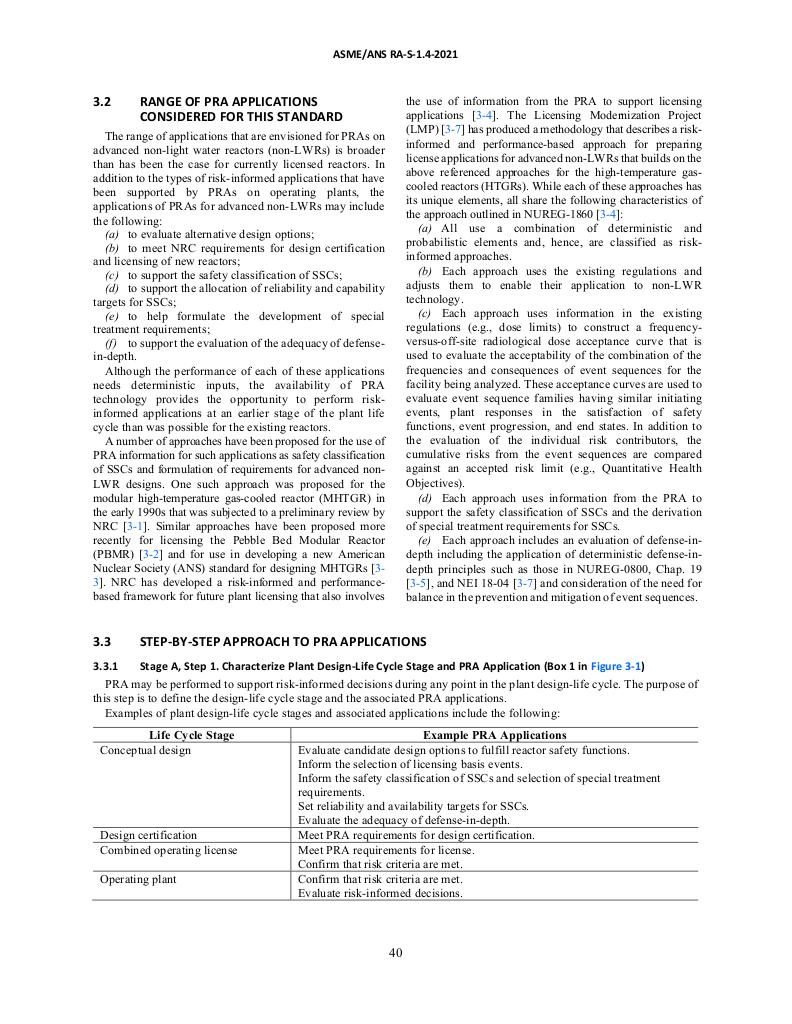 ASME/ANS RA-S-1.4-2021
3.2 RANGE OF PRA APPLICATIONS
CONSIDERED FOR THIS STANDARD
The range of applications that are envisioned for PRAs on
advanced non-light water reactors (non-LWRs) is broader
than has been the case for currently licensed reactors. In
addition to the types of risk-informed applications that have
been supported by PRAs on operating plants, the
applications of PRAs for advanced non-LWRs may include
the following:
(a) to evaluate alternative design options;
(b) to meet NRC requirements for design certification
and licensing of new reactors;
(c) to support the safety classification of SSCs;
(d) to support the allocation of reliability and capability
targets for SSCs;
(e) to help formulate the development of special
treatment requirements;
(f) to support the evaluation of the adequacy of defense-
in-depth.
Although the performance of each of these applications
needs deterministic inputs, the availability of PRA
technology provides the opportunity to perform risk-
informed applications at an earlier stage of the plant life
cycle than was possible for the existing reactors.
A number of approaches have been proposed for the use of
PRA information for such applications as safety classification
of SSCs and formulation of requirements for advanced non-
LWR designs. One such approach was proposed for the
modular high-temperature gas-cooled reactor (MHTGR) in
the early 1990s that was subjected to a preliminary review by
NRC [3-1]. Similar approaches have been proposed more
recently for licensing the Pebble Bed Modular Reactor
(PBMR) [3-2] and for use in developing a new American
Nuclear Society (ANS) standard for designing MHTGRs [3-
3]. NRC has developed a risk-informed and performance-
based framework for future plant licensing that also involves
the use of information from the PRA to support licensing
applications [3-4]. The Licensing Modernization Project
(LMP) [3-7] has produced a methodology that describes a risk-
informed and performance-based approach for preparing
license applications for advanced non-LWRs that builds on the
above referenced approaches for the high-temperature gas-
cooled reactors (HTGRs). While each of these approaches has
its unique elements, all share the following characteristics of
the approach outlined in NUREG-1860 [3-4]:
(a) All use a combination of deterministic and
probabilistic elements and, hence, are classified as risk-
informed approaches.
(b) Each approach uses the existing regulations and
adjusts them to enable their application to non-LWR
technology.
(c) Each approach uses information in the existing
regulations (e.g., dose limits) to construct a frequency-
versus-off-site radiological dose acceptance curve that is
used to evaluate the acceptability of the combination of the
frequencies and consequences of event sequences for the
facility being analyzed. These acceptance curves are used to
evaluate event sequence families having similar initiating
events, plant responses in the satisfaction of safety
functions, event progression, and end states. In addition to
the evaluation of the individual risk contributors, the
cumulative risks from the event sequences are compared
against an accepted risk limit (e.g., Quantitative Health
Objectives).
(d) Each approach uses information from the PRA to
support the safety classification of SSCs and the derivation
of special treatment requirements for SSCs.
(e) Each approach includes an evaluation of defense-in-
depth including the application of deterministic defense-in-
depth principles such as those in NUREG-0800, Chap. 19
[3-5], and NEI 18-04 [3-7] and consideration of the need for
balance in the prevention and mitigation of event sequences.
3.3 STEP-BY-STEP APPROACH TO PRA APPLICATIONS
3.3.1 Stage A, Step 1. Characterize Plant Design-Life Cycle Stage and PRA Application (Box 1 in Figure 3-1)
PRA may be performed to support risk-informed decisions during any point in the plant design-life cycle. The purpose of
this step is to define the design-life cycle stage and the associated PRA applications.
Examples of plant design-life cycle stages and associated applications include the following:
Life Cycle Stage Example PRA Applications
Conceptual design Evaluate candidate design options to fulfill reactor safety functions.
Inform the selection of licensing basis events.
Inform the safety classification of SSCs and selection of special treatment
requirements.
Set reliability and availability targets for SSCs.
Evaluate the adequacy of defense-in-depth.
Design certification Meet PRA requirements for design certification.
Combined operating license Meet PRA requirements for license.
Confirm that risk criteria are met.
Operating plant Confirm that risk criteria are met.
Evaluate risk-informed decisions.
40